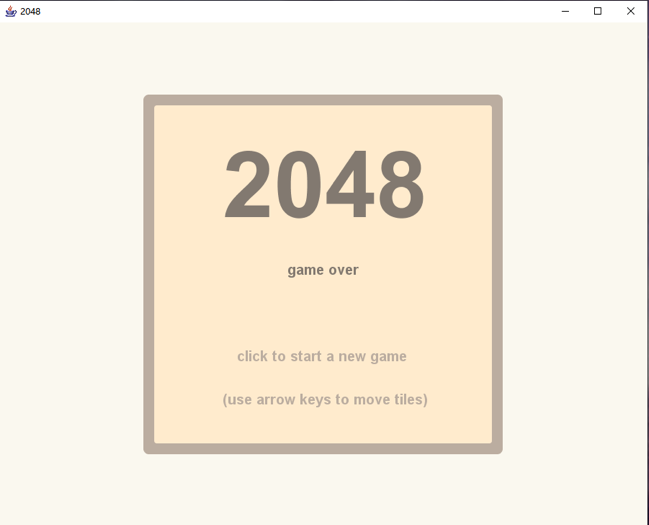 2048
2048
game over
click to start a new game
(use arrow keys to move tiles)